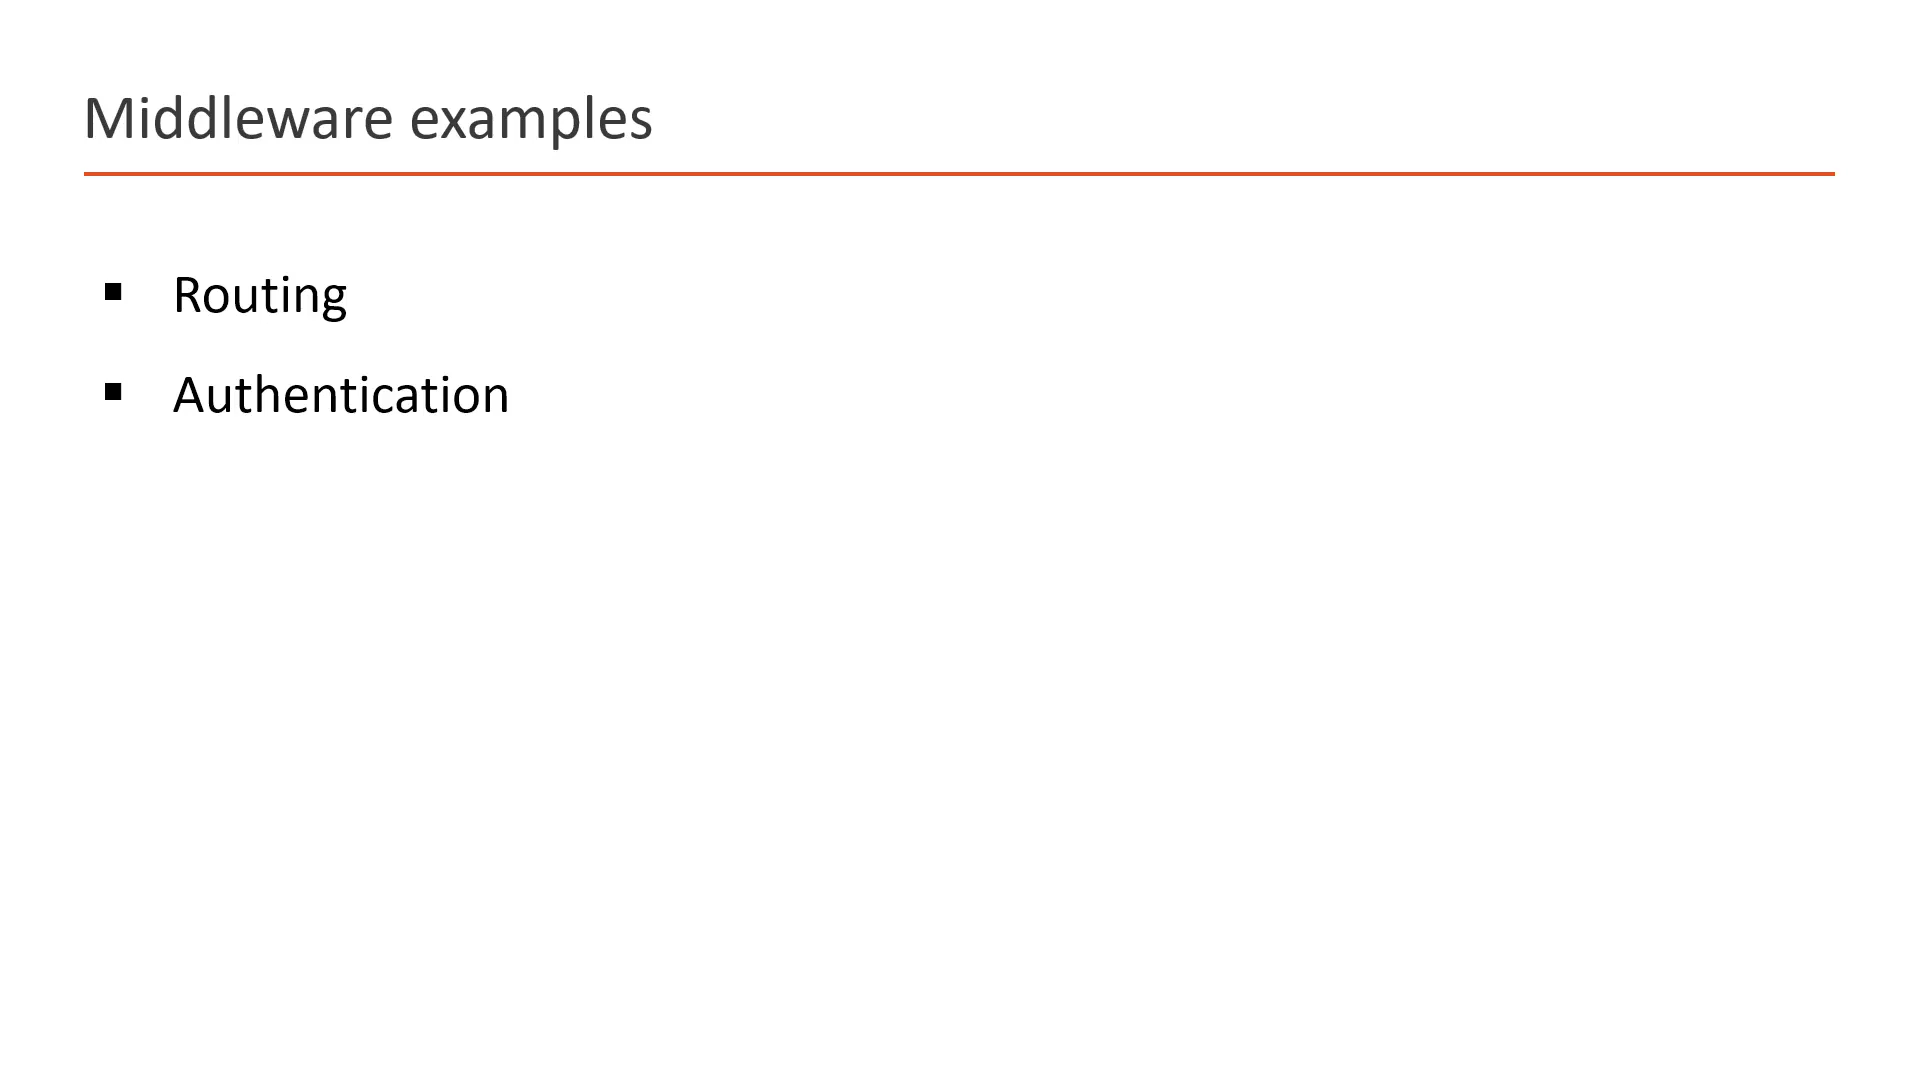 Middleware examples
▪ Routing
▪ Authentication